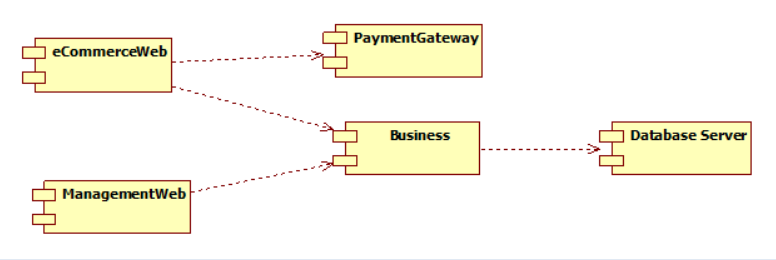 eCommerceWeb
PaymentGateway
Business
Database Server
ManagementWeb